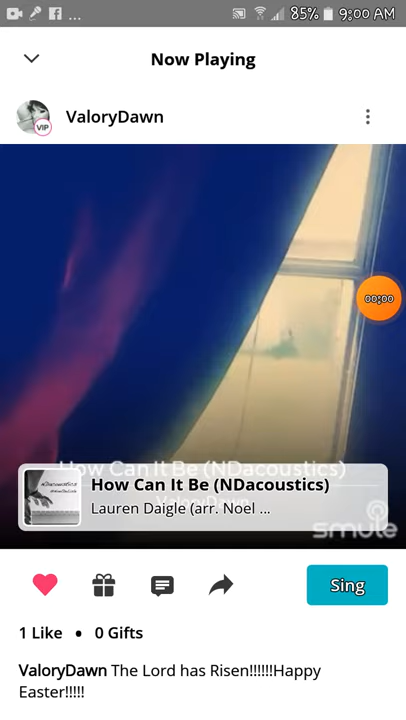 85% 9:00 AM
Now Playing
ValoryDawn
VIP
00:00
How Can It Be (NDacoustics)
ValoryDawn
How Can It Be (NDacoustics)
Lauren Daigle (arr. Noel ...
smule
Sing
1 Like • 0 Gifts
ValoryDawn The Lord has Risen!!!!!!Happy
Easter!!!!!